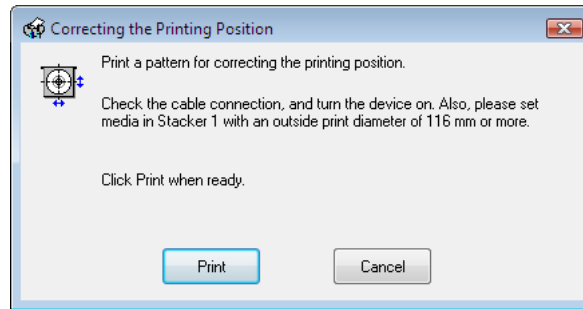 Correcting the Printing Position
Print a pattern for correcting the printing position.
Check the cable connection, and turn the device on. Also, please set
media in Stacker 1 with an outside print diameter of 116 mm or more.
Click Print when ready.
Print
Cancel